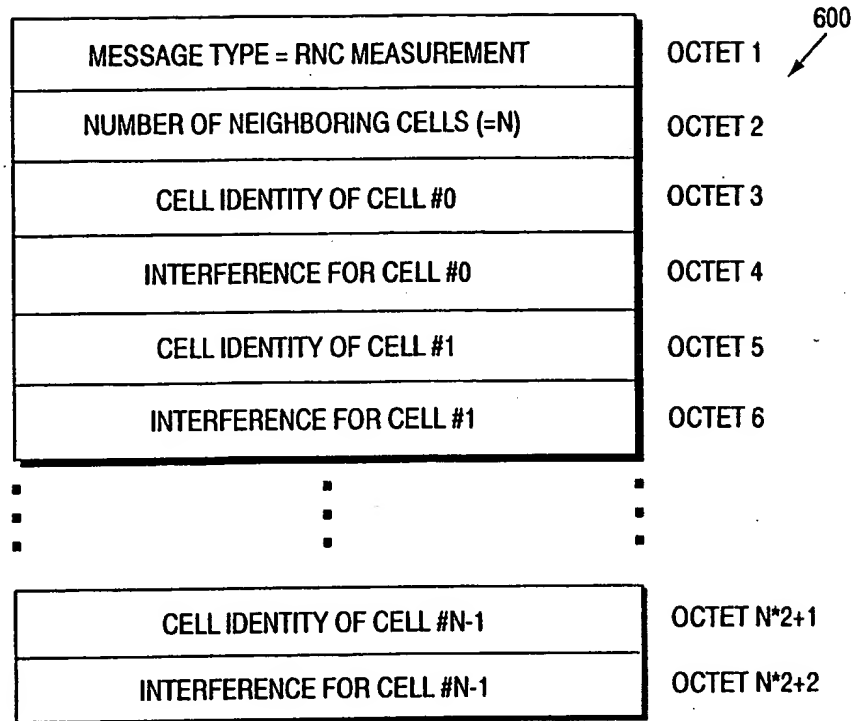 600
MESSAGE TYPE = RNC MEASUREMENT OCTET 1
NUMBER OF NEIGHBORING CELLS (=N) OCTET 2
CELL IDENTITY OF CELL #0 OCTET 3
INTERFERENCE FOR CELL #0 OCTET 4
CELL IDENTITY OF CELL #1 OCTET 5
INTERFERENCE FOR CELL #1 OCTET 6
CELL IDENTITY OF CELL #N-1 OCTET N*2+1
INTERFERENCE FOR CELL #N-1 OCTET N*2+2